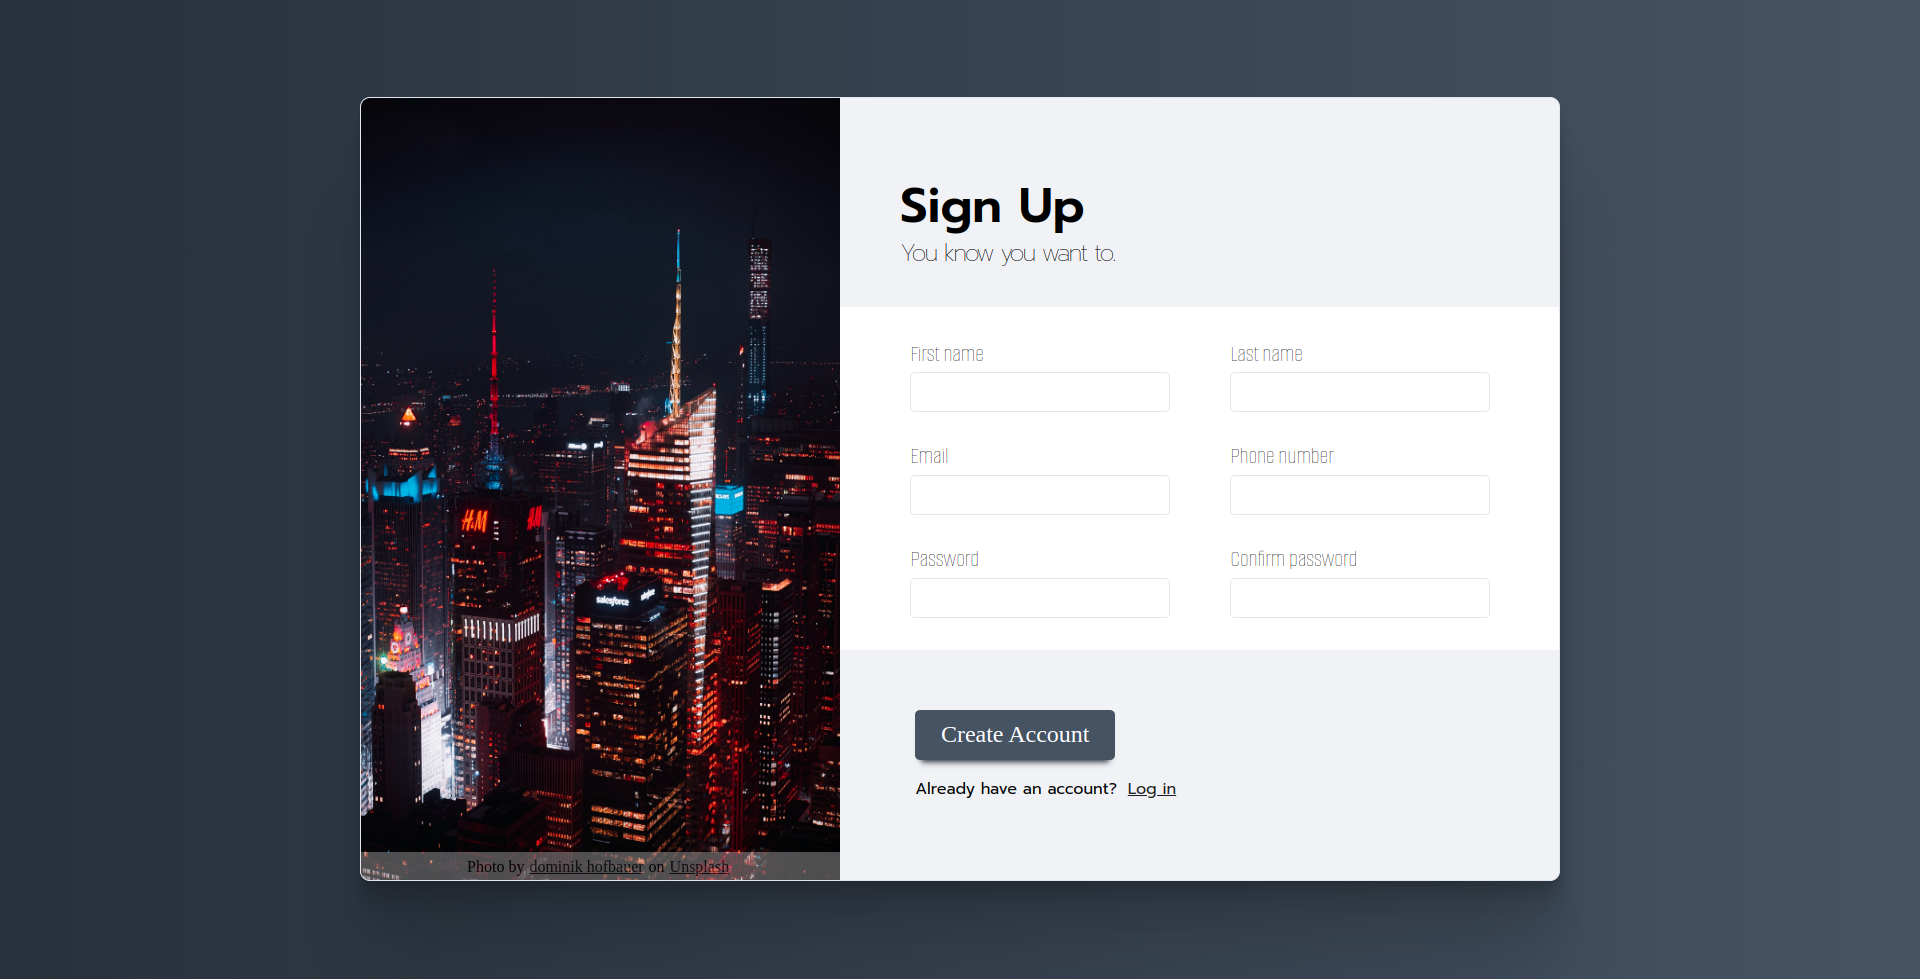 Sign Up
You know you want to.
First name
Last name
Email
Phone number
Password
Confirm password
Create Account
Already have an account? Log in
H&M
salesforce
Photo by dominik hofbauer on Unsplash